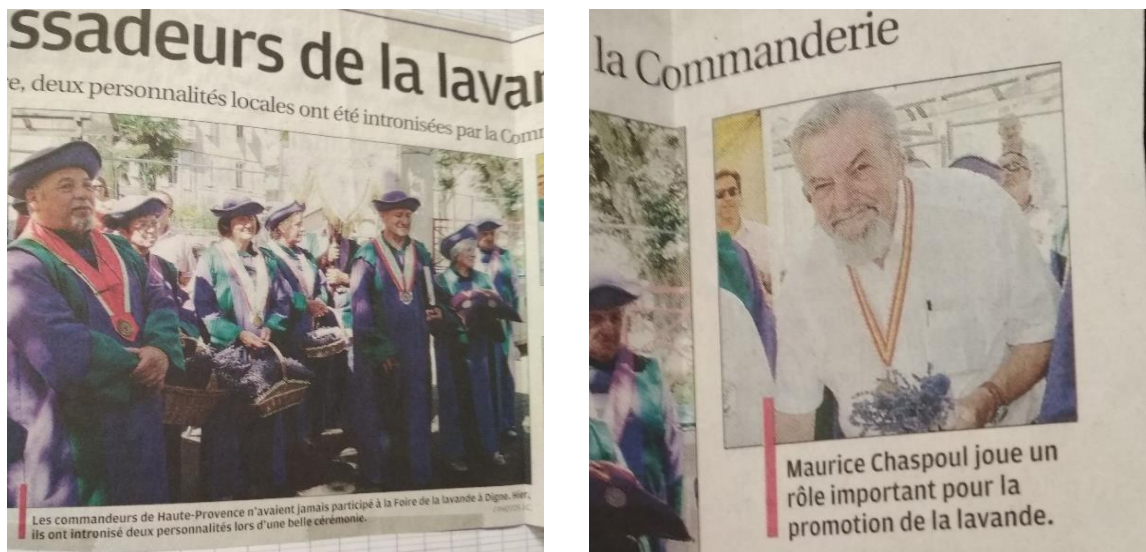 ssadeurs de la lavan
e, deux personnalités locales ont été intronisées par la Com
Les commandeurs de Haute-Provence n'avaient jamais participé à la Foire de la lavande à Digne. Hier,
ils ont intronisé deux personnalités lors d'une belle cérémonie.
la Commanderie
Maurice Chaspoul joue un
rôle important pour la
promotion de la lavande.